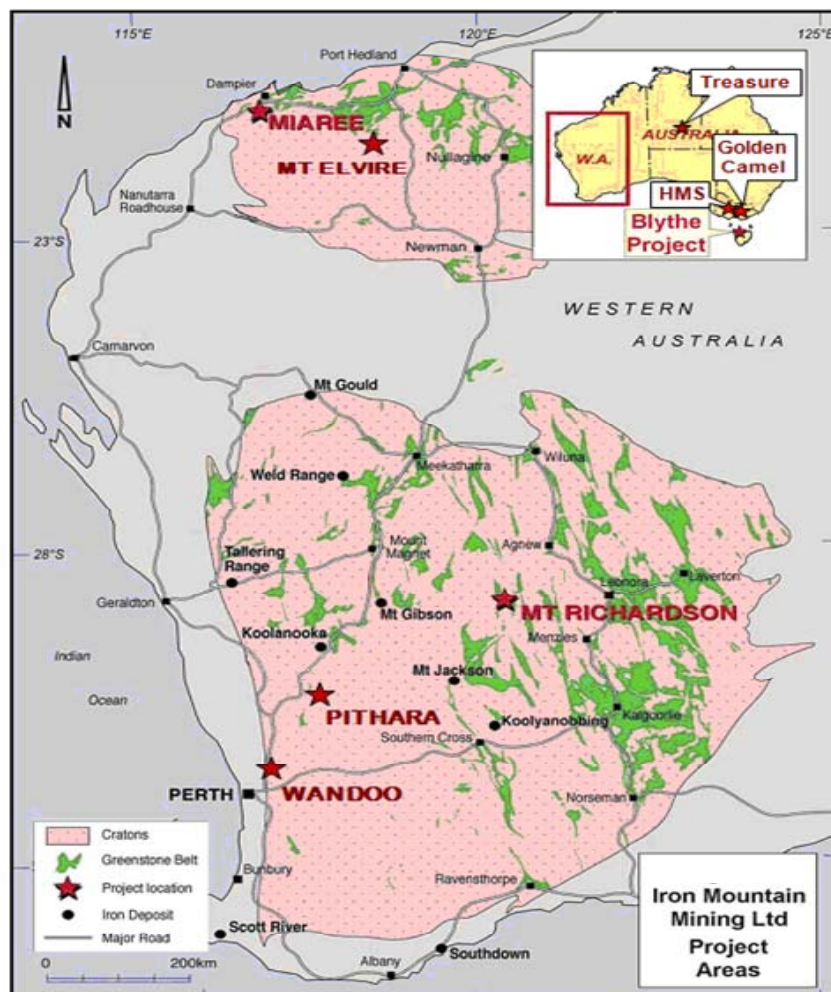 115°E
120°E
125°E
Port Hedland
Dampier
N
MIAREE
MT ELVIRE
Nullagine
Nanutarra
Roadhouse
23°S
Newman
Treasure
AUSTRALIA
W.A.
Golden
Camel
HMS
Blythe
Project
WESTERN
AUSTRALIA
Carnarvon
Mt Gould
Meekatharra
Wiluna
Weld Range
28°S
Mount
Magnet
Agnew
Tallering
Range
Leonora
Laverton
Geraldton
Mt Gibson
MT RICHARDSON
Koolanooka
Menzies
Indian
Ocean
Mt Jackson
PITHARA
Koolyanobbing
Kalgoorlie
Southern Cross
PERTH
WANDOO
Norseman
Cratons
Greenstone Belt
Project location
Iron Deposit
Major Road
Bunbury
Ravensthorpe
Scott River
Southdown
Albany
0
200km
Iron Mountain
Mining Ltd
Project
Areas